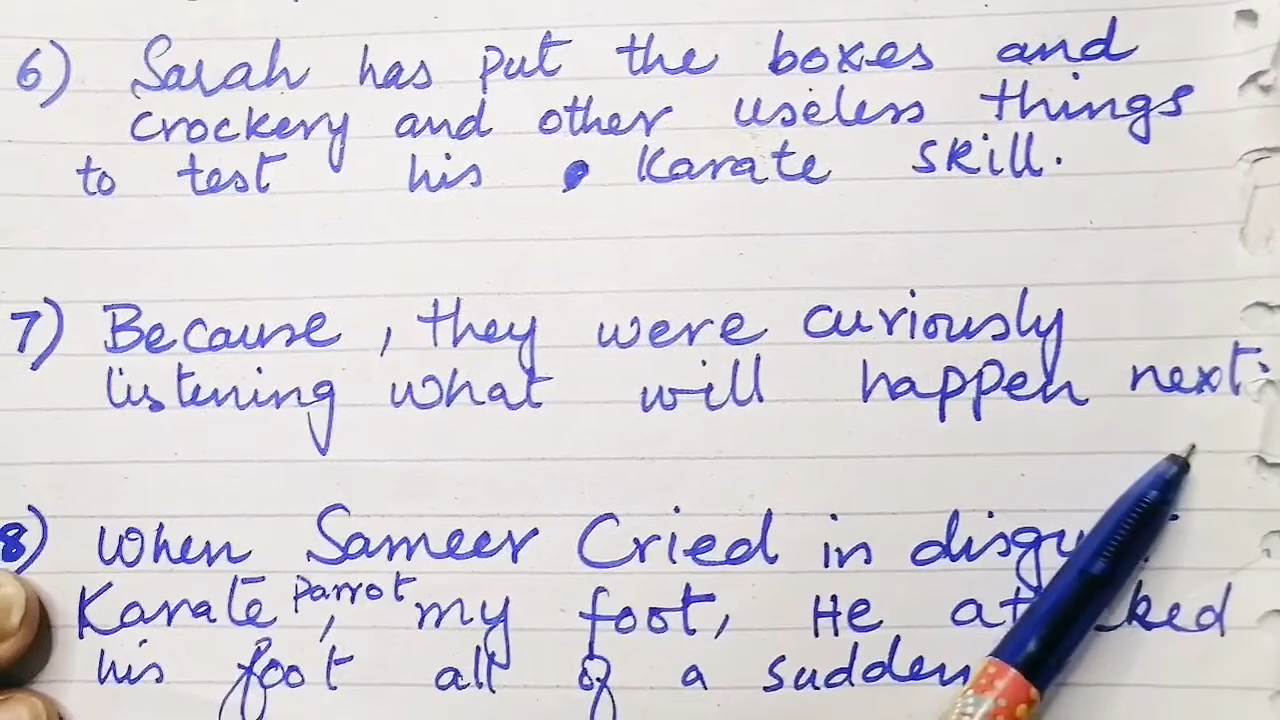 6) Sarah has put the boxes and
crockery and other useless things
to test his Karate skill.
7) Because, they were curiously
listening what will happen next.
8) When Sameer Cried in
Karate parrot, my foot, He
his foot all of a sudden